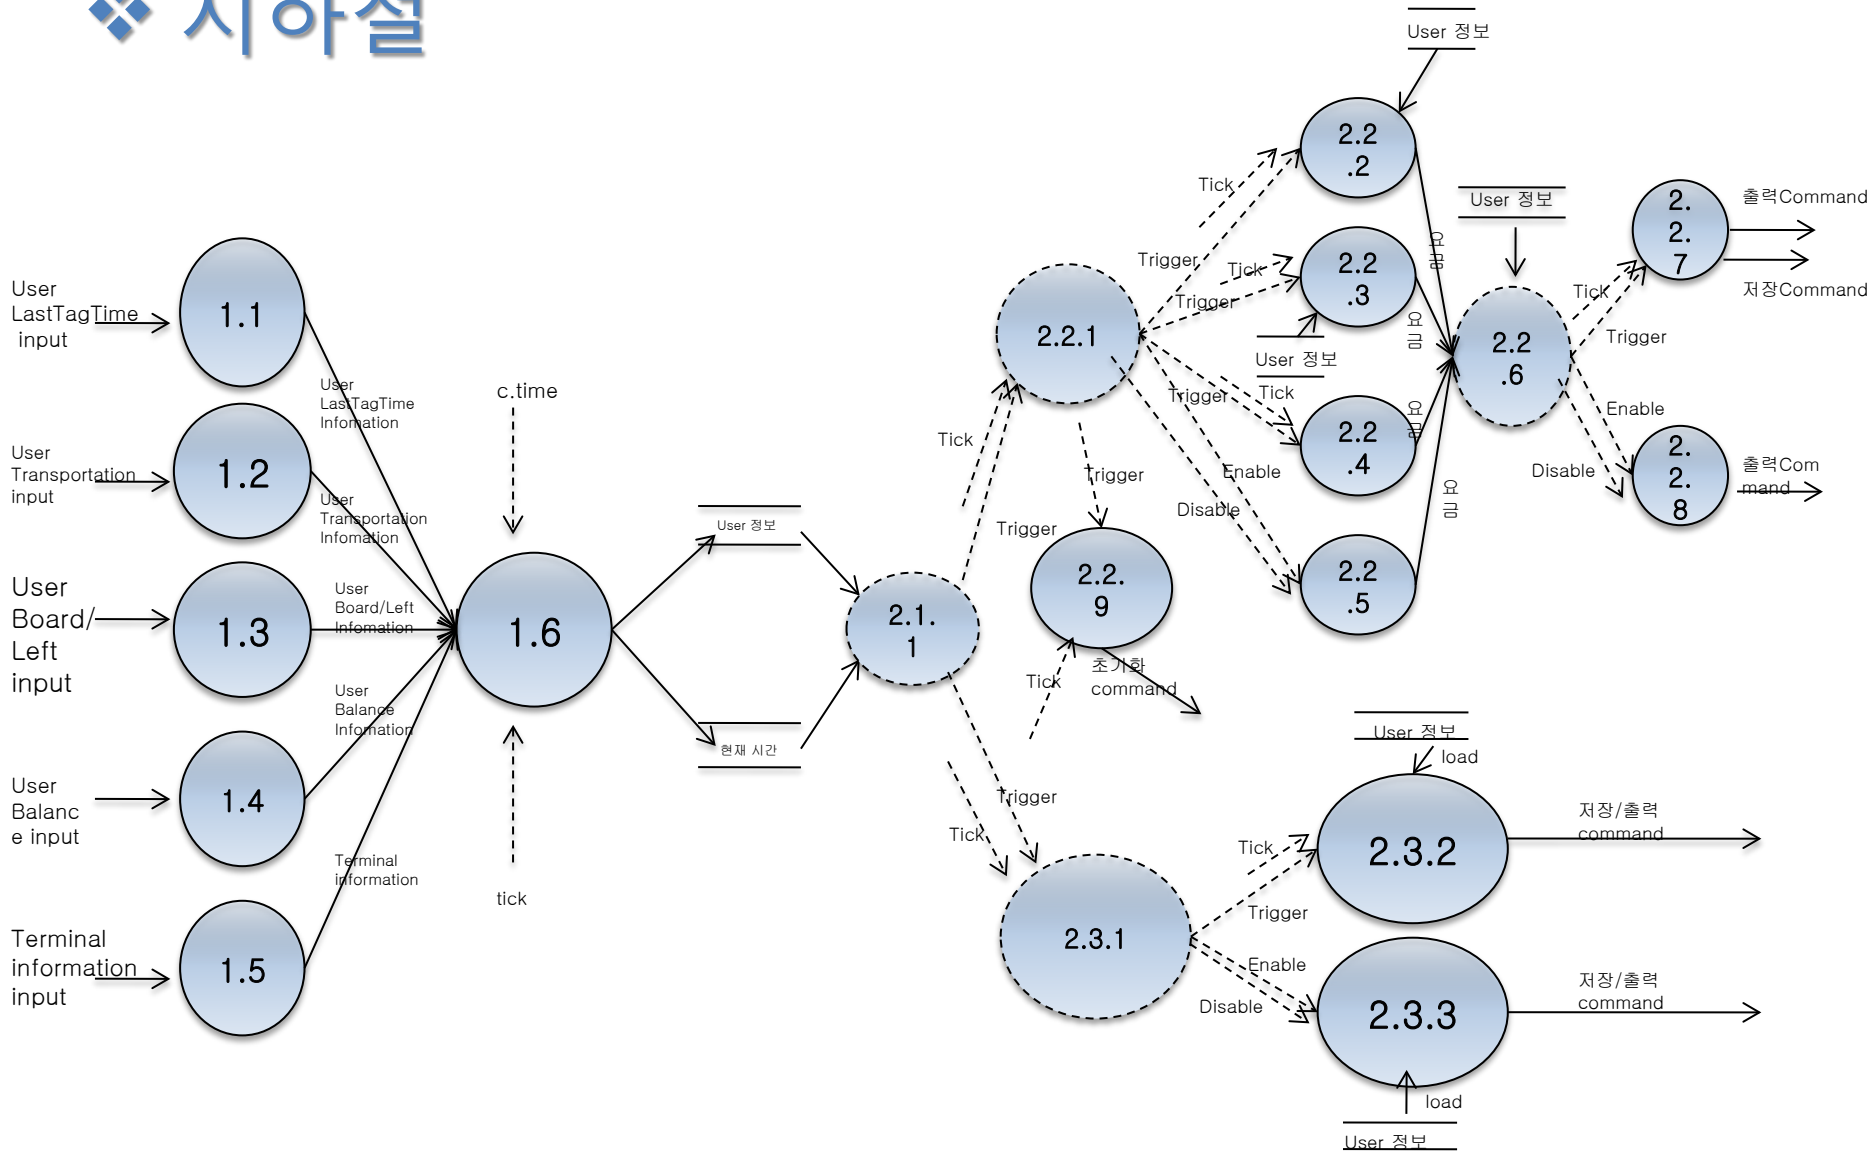 User
LastTagTime
input
User
Transportation
input
User
Board/
Left
input
User
Balanc
e input
Terminal
information
input
1.1
1.2
1.3
1.4
1.5
User
LastTagTime
Infomation
User
Transportation
Infomation
User
Board/Left
Infomation
User
Balance
Infomation
Terminal
information
c.time
1.6
tick
User 정보
현재 시간
2.1.
1
Tick
Trigger
Tick
Trigger
2.2.1
Trigger
2.2.
9
Tick
초기화
command
Tick
Trigger
Tick
Trigger
Trigger
Tick
Enable
Disable
User 정보
2.2
.2
2.2
.3
User 정보
2.2
.4
2.2
.5
요
금
요
금
요
금
요
금
User 정보
2.2
.6
Tick
Trigger
Enable
Disable
2.
2.
7
출력Command
저장Command
2.
2.
8
출력Com
mand
2.3.1
Tick
Trigger
Enable
Disable
User 정보
load
2.3.2
저장/출력
command
2.3.3
저장/출력
command
load
User 정보